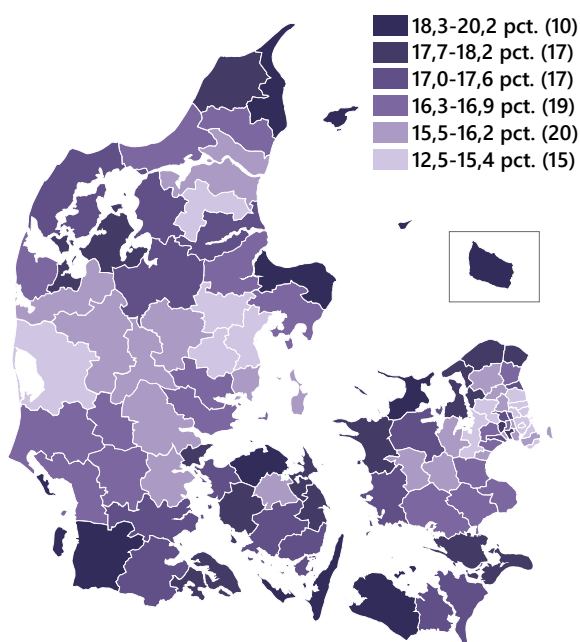 18,3-20,2 pct. (10)
17,7-18,2 pct. (17)
17,0-17,6 pct. (17)
16,3-16,9 pct. (19)
15,5-16,2 pct. (20)
12,5-15,4 pct. (15)